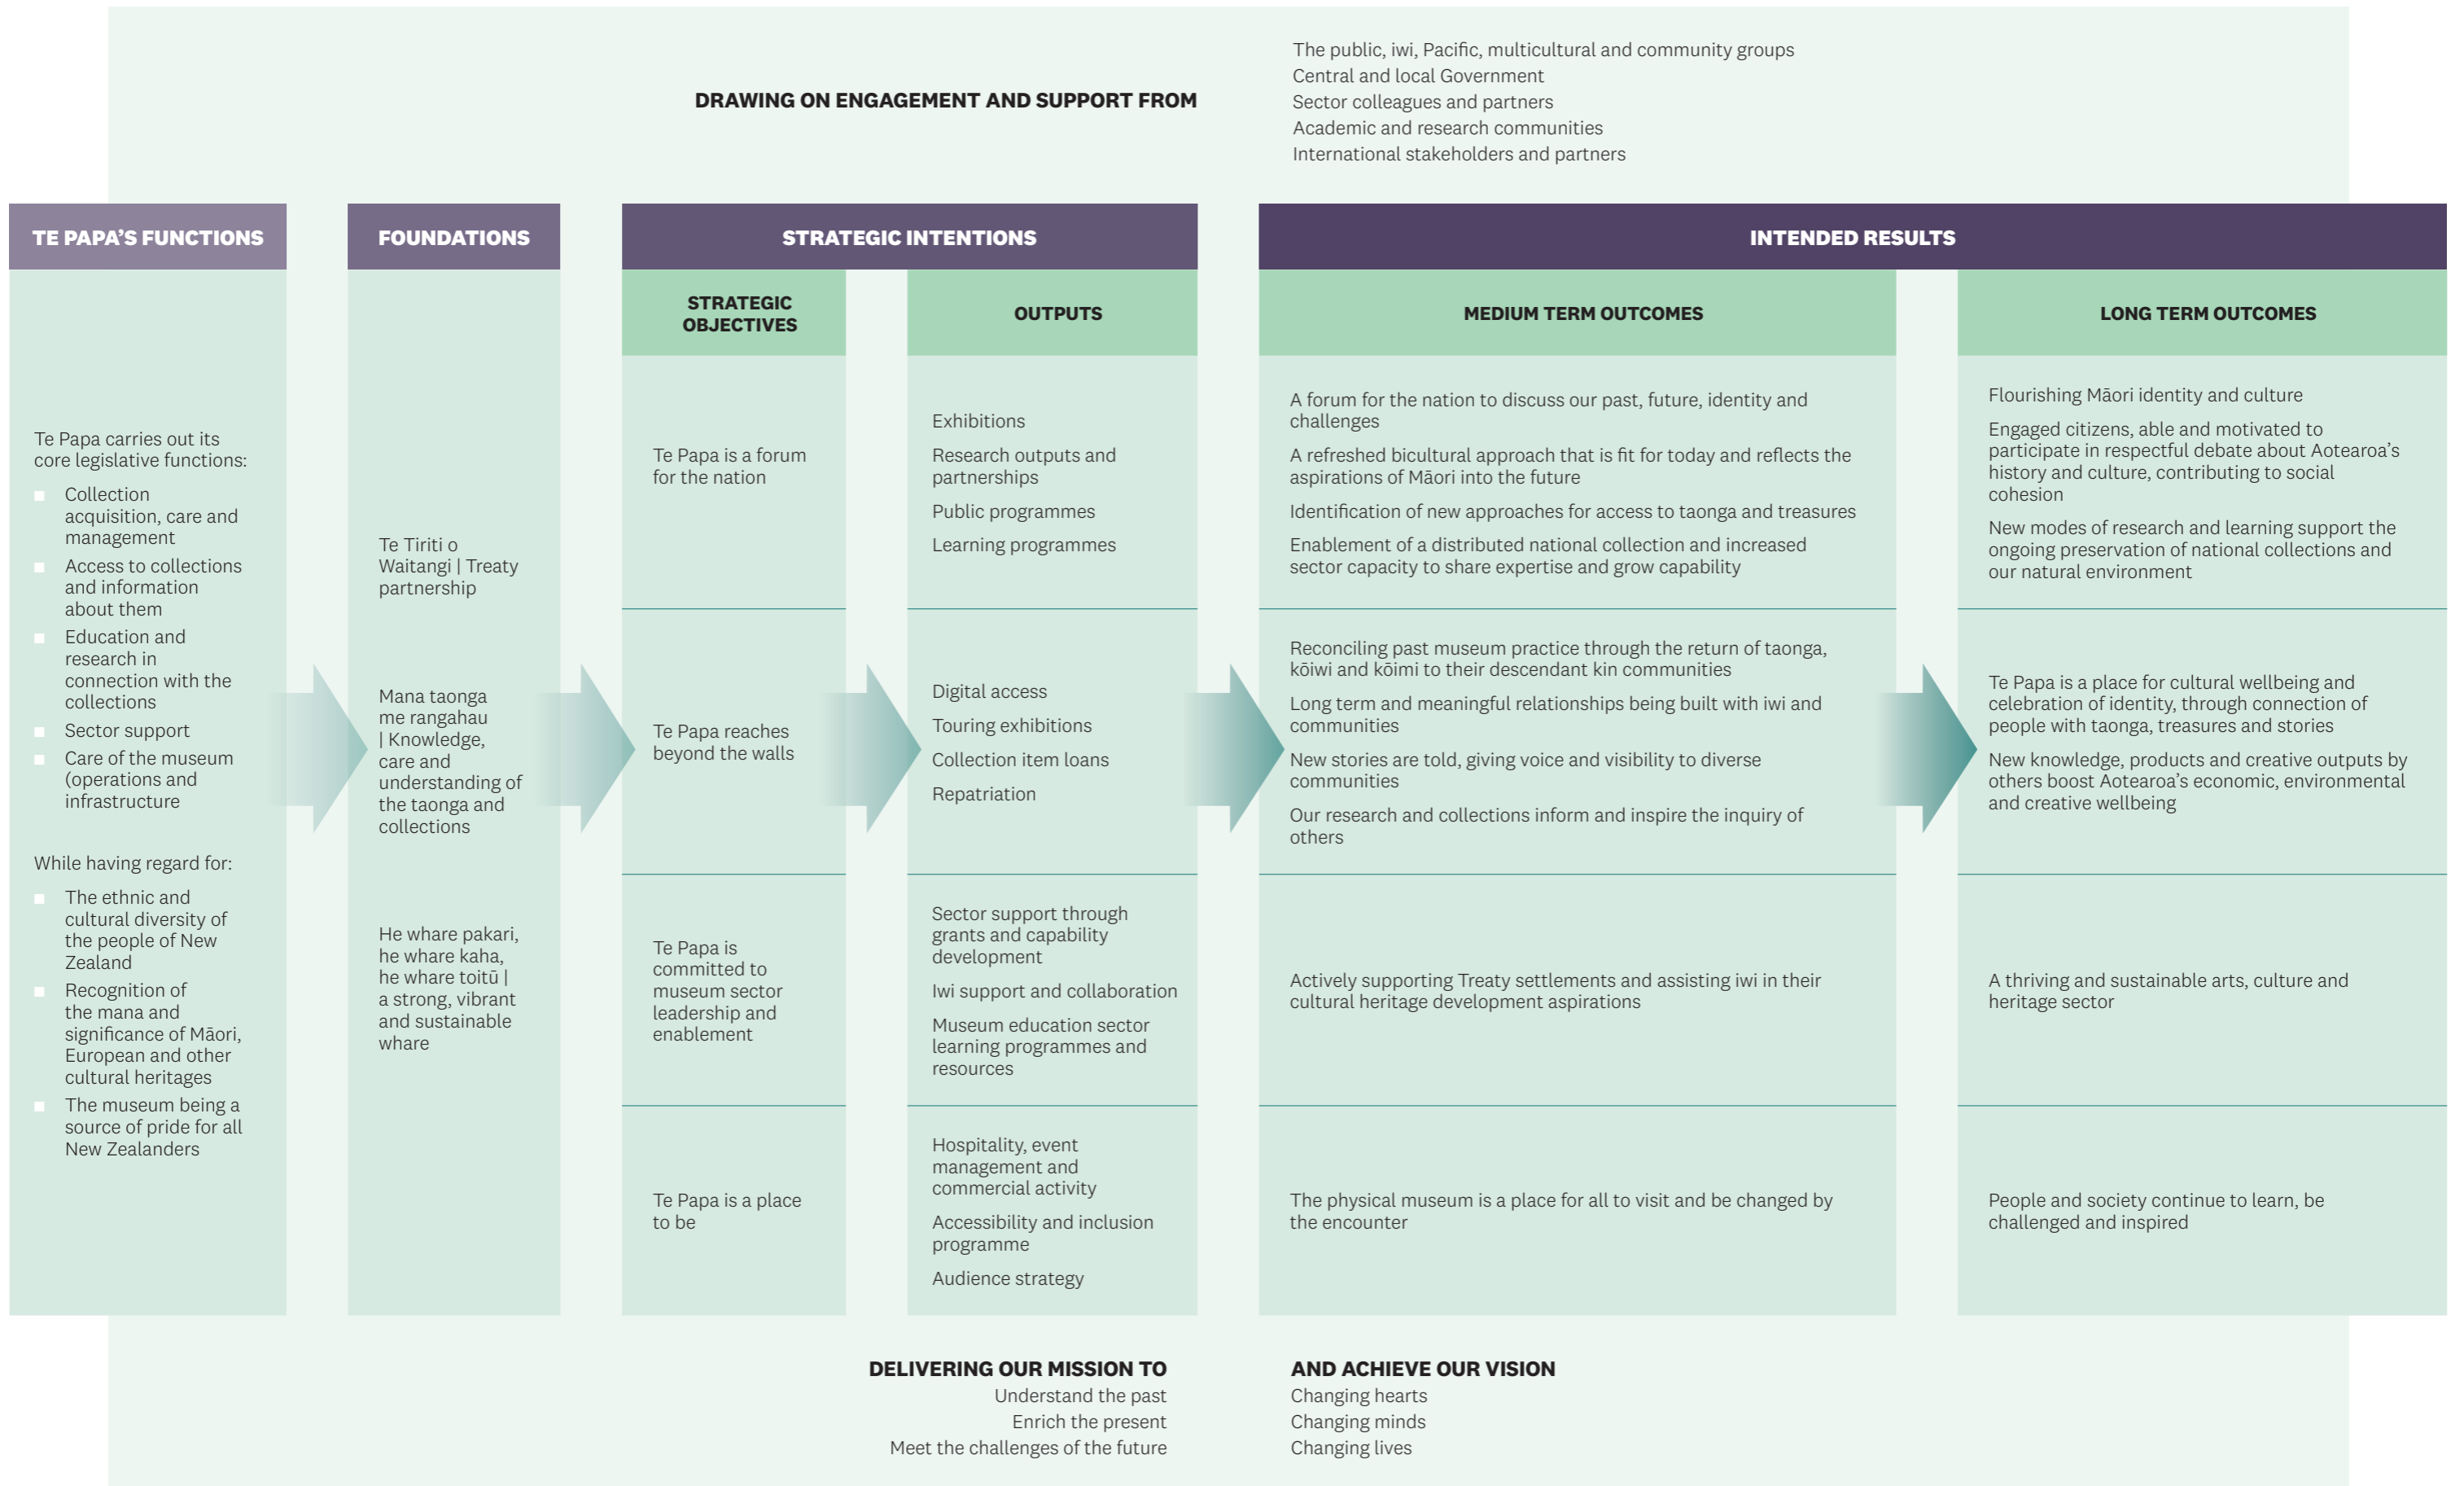 DRAWING ON ENGAGEMENT AND SUPPORT FROM
The public, iwi, Pacific, multicultural and community groups
Central and local Government
Sector colleagues and partners
Academic and research communities
International stakeholders and partners
TE PAPA’S FUNCTIONS
Te Papa carries out its
core legislative functions:
Collection
acquisition, care and
management
Access to collections
and information
about them
Education and
research in
connection with the
collections
Sector support
Care of the museum
(operations and
infrastructure
While having regard for:
The ethnic and
cultural diversity of
the people of New
Zealand
Recognition of
the mana and
significance of Māori,
European and other
cultural heritages
The museum being a
source of pride for all
New Zealanders
FOUNDATIONS
Te Tiriti o
Waitangi | Treaty
partnership
Mana taonga
me rangahau
| Knowledge,
care and
understanding of
the taonga and
collections
He whare pakari,
he whare kaha,
he whare toitū |
a strong, vibrant
and sustainable
whare
STRATEGIC INTENTIONS
STRATEGIC
OBJECTIVES
OUTPUTS
INTENDED RESULTS
MEDIUM TERM OUTCOMES
LONG TERM OUTCOMES
Te Papa is a forum
for the nation
Exhibitions
Research outputs and
partnerships
Public programmes
Learning programmes
A forum for the nation to discuss our past, future, identity and
challenges
A refreshed bicultural approach that is fit for today and reflects the
aspirations of Māori into the future
Identification of new approaches for access to taonga and treasures
Enablement of a distributed national collection and increased
sector capacity to share expertise and grow capability
Flourishing Māori identity and culture
Engaged citizens, able and motivated to
participate in respectful debate about Aotearoa’s
history and culture, contributing to social
cohesion
New modes of research and learning support the
ongoing preservation of national collections and
our natural environment
Te Papa reaches
beyond the walls
Digital access
Touring exhibitions
Collection item loans
Repatriation
Reconciling past museum practice through the return of taonga,
kōiwi and kōimi to their descendant kin communities
Long term and meaningful relationships being built with iwi and
communities
New stories are told, giving voice and visibility to diverse
communities
Our research and collections inform and inspire the inquiry of
others
Te Papa is a place for cultural wellbeing and
celebration of identity, through connection of
people with taonga, treasures and stories
New knowledge, products and creative outputs by
others boost Aotearoa’s economic, environmental
and creative wellbeing
Te Papa is
committed to
museum sector
leadership and
enablement
Sector support through
grants and capability
development
Iwi support and collaboration
Museum education sector
learning programmes and
resources
Actively supporting Treaty settlements and assisting iwi in their
cultural heritage development aspirations
A thriving and sustainable arts, culture and
heritage sector
Te Papa is a place
to be
Hospitality, event
management and
commercial activity
Accessibility and inclusion
programme
Audience strategy
The physical museum is a place for all to visit and be changed by
the encounter
People and society continue to learn, be
challenged and inspired
DELIVERING OUR MISSION TO
Understand the past
Enrich the present
Meet the challenges of the future
AND ACHIEVE OUR VISION
Changing hearts
Changing minds
Changing lives